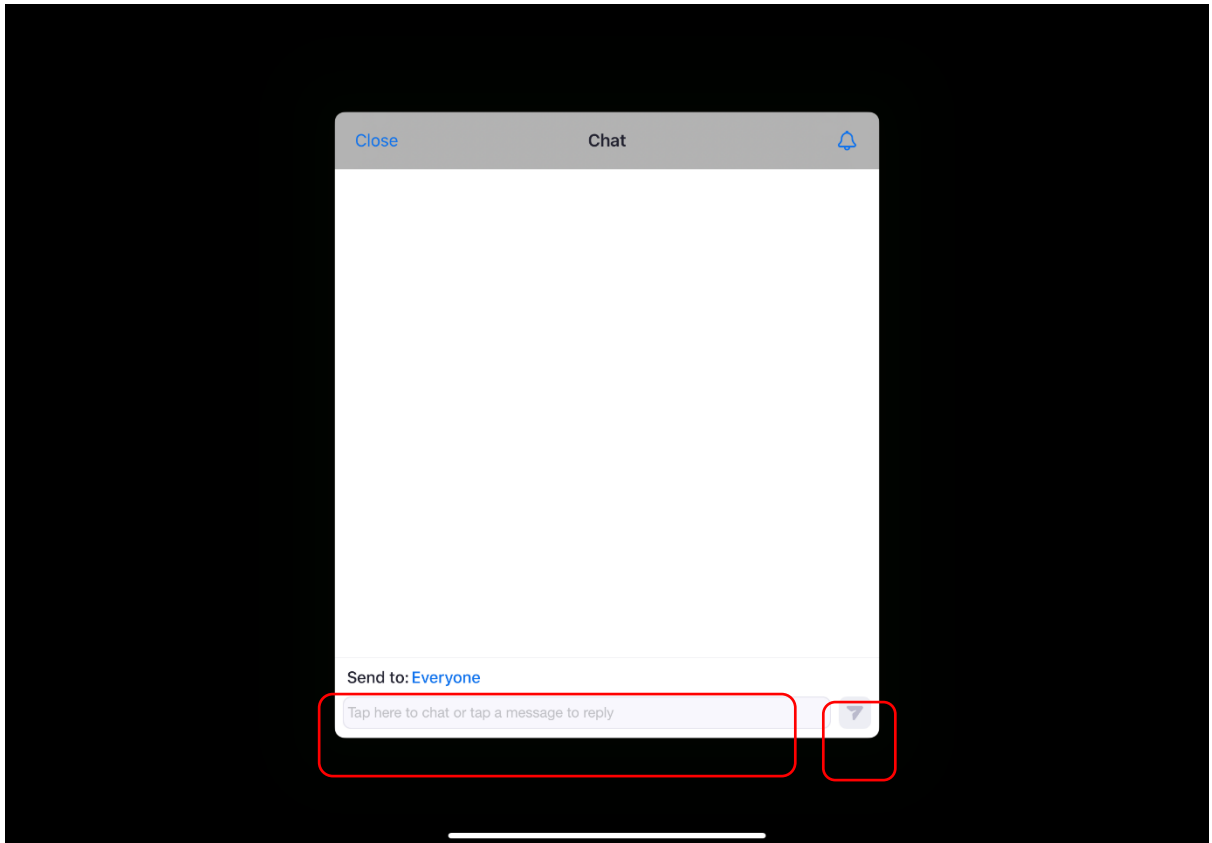 Close Chat
Send to: Everyone
Tap here to chat or tap a message to reply